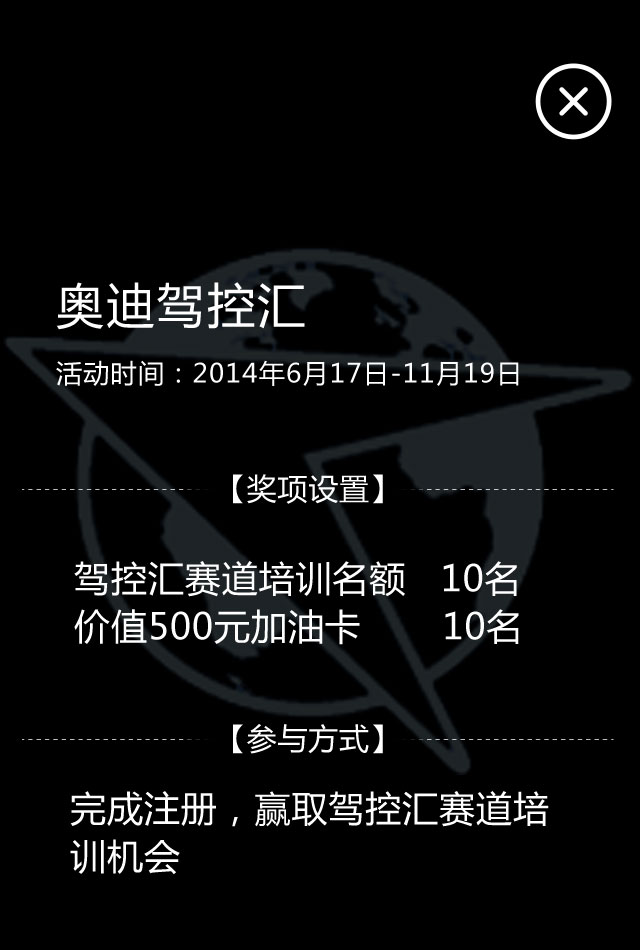 奥迪驾控汇
活动时间：2014年6月17日-11月19日
【奖项设置】
驾控汇赛道培训名额 10名
价值500元加油卡 10名
【参与方式】
完成注册，赢取驾控汇赛道培
训机会